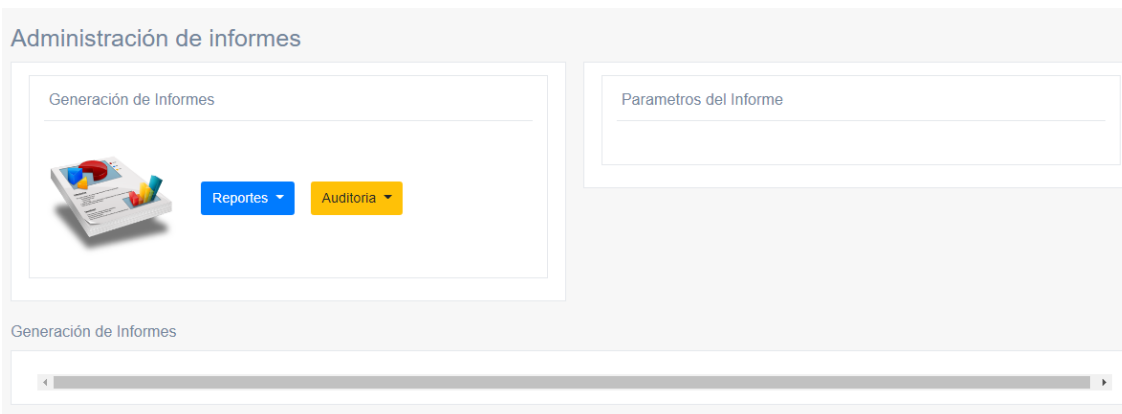 Administración de informes
Generación de Informes
Parametros del Informe
Reportes
Auditoria
Generación de Informes